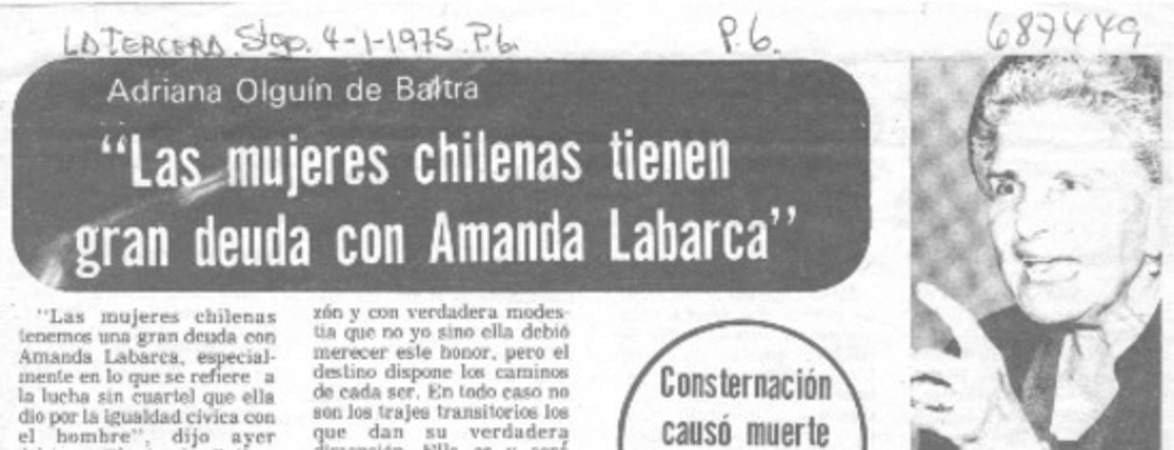 LA TERCERA. Stgo. 4-1-1975. P.6.
P.6.
687449
Adriana Olguín de Baltra
“Las mujeres chilenas tienen
gran deuda con Amanda Labarca”
"Las mujeres chilenas
tenemos una gran deuda con
Amanda Labarca, especial-
mente en lo que se refiere a
la lucha sin cuartel que ella
dio por la igualdad cívica con
el hombre", dijo ayer
zón y con verdadera modes-
tia que no yo sino ella debió
merecer este honor, pero el
destino dispone los caminos
de cada ser. En todo caso no
son los trajes transitorios los
que dan su verdadera
Consternación
causó muerte